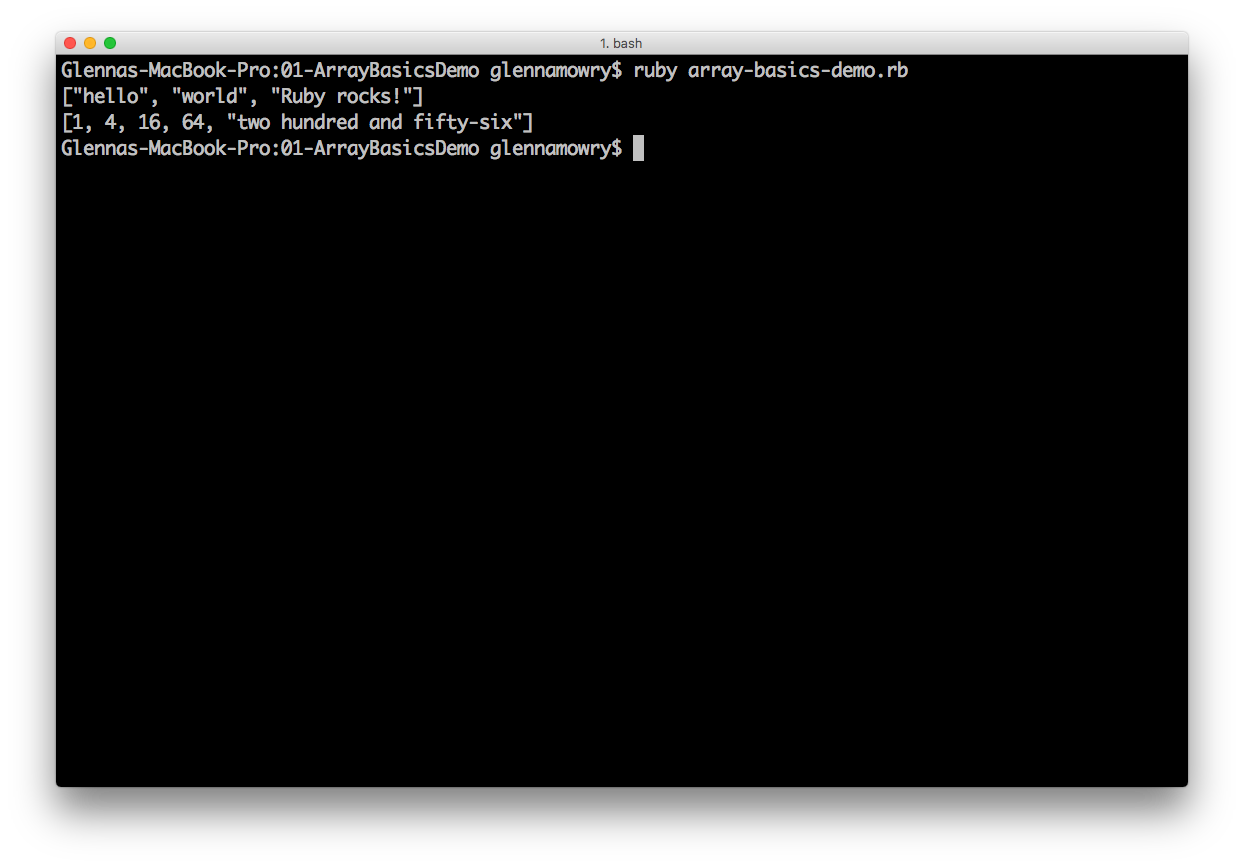 1. bash
Glennas-MacBook-Pro:01-ArrayBasicsDemo glennamowry$ ruby array-basics-demo.rb
["hello", "world", "Ruby rocks!"]
[1, 4, 16, 64, "two hundred and fifty-six"]
Glennas-MacBook-Pro:01-ArrayBasicsDemo glennamowry$